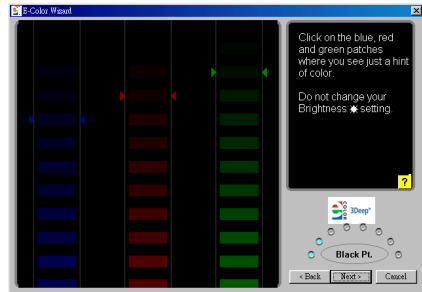 E-Color Wizard
Click on the blue, red
and green patches
where you see just a hint
of color.
Do not change your
Brightness setting.
?
3Deep®
Black Pt.
< Back
Next >
Cancel